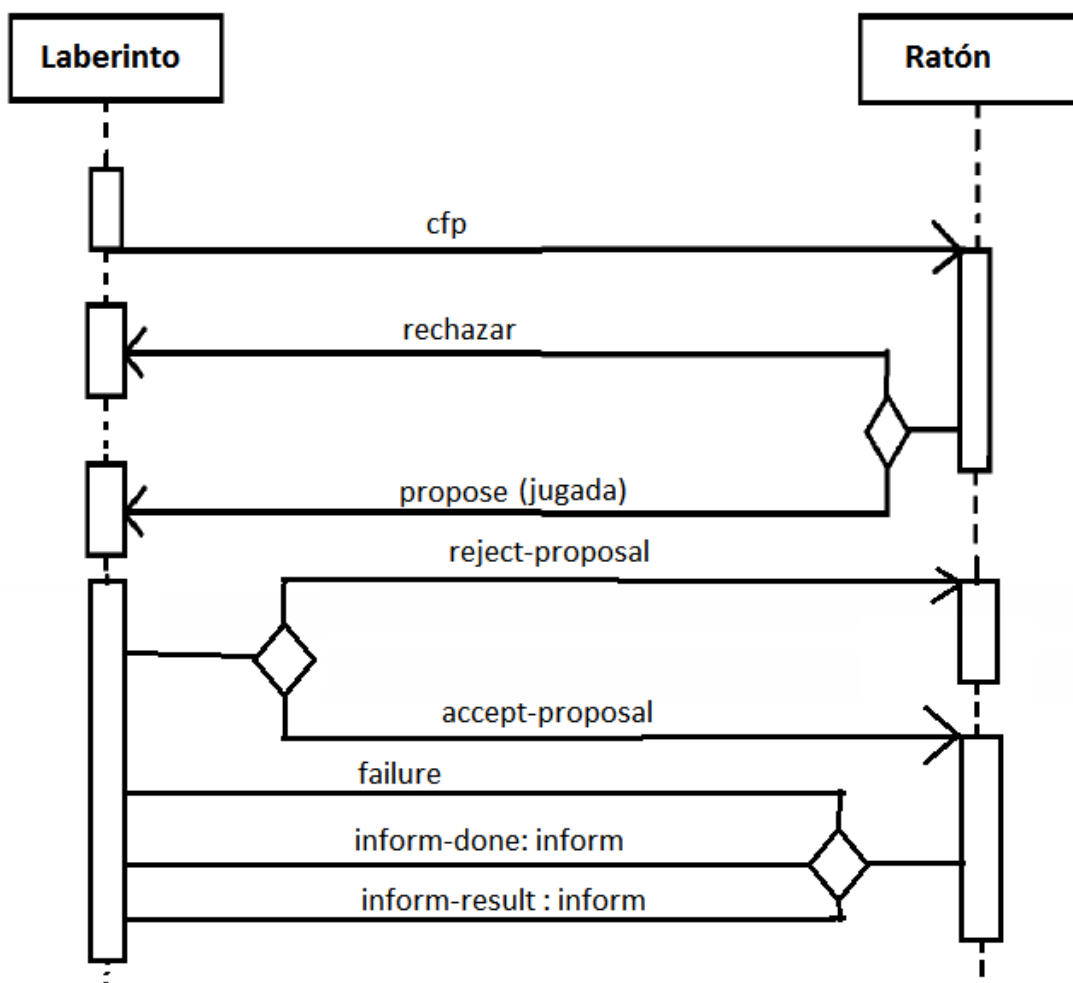 Laberinto
Ratón
cfp
rechazar
propose (jugada)
reject-proposal
accept-proposal
failure
inform-done: inform
inform-result : inform